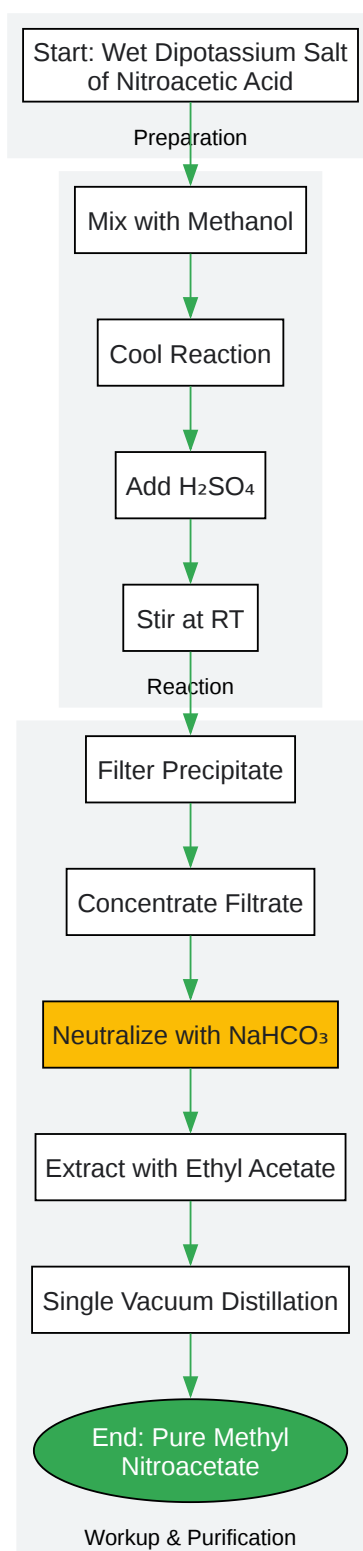 Start: Wet Dipotassium Salt
of Nitroacetic Acid
Preparation
Mix with Methanol
Cool Reaction
Add H₂SO₄
Stir at RT
Reaction
Filter Precipitate
Concentrate Filtrate
Neutralize with NaHCO₃
Extract with Ethyl Acetate
Single Vacuum Distillation
End: Pure Methyl
Nitroacetate
Workup & Purification